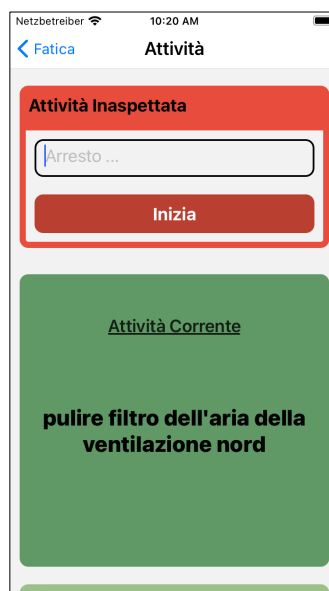 Netzbetreiber 10:20 AM
Fatica Attività
Attività Inaspettata
Arresto ...
Inizia
Attività Corrente
pulire filtro dell'aria della
ventilazione nord